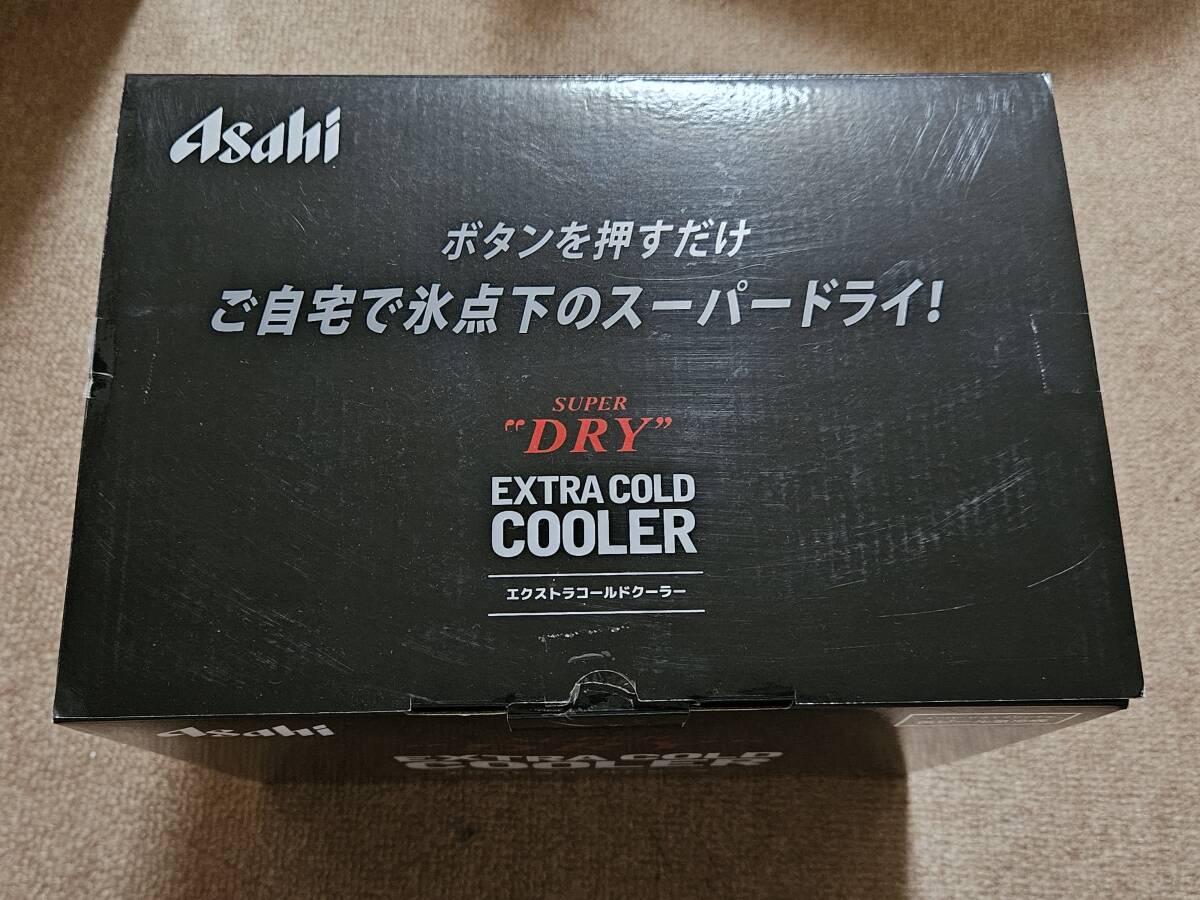 Asahi
ボタンを押すだけ
ご自宅で氷点下のスーパードライ!
SUPER
"DRY"
EXTRA COLD
COOLER
エクストラコールドクーラー
Asahi
EXTRA COLD
COOLER